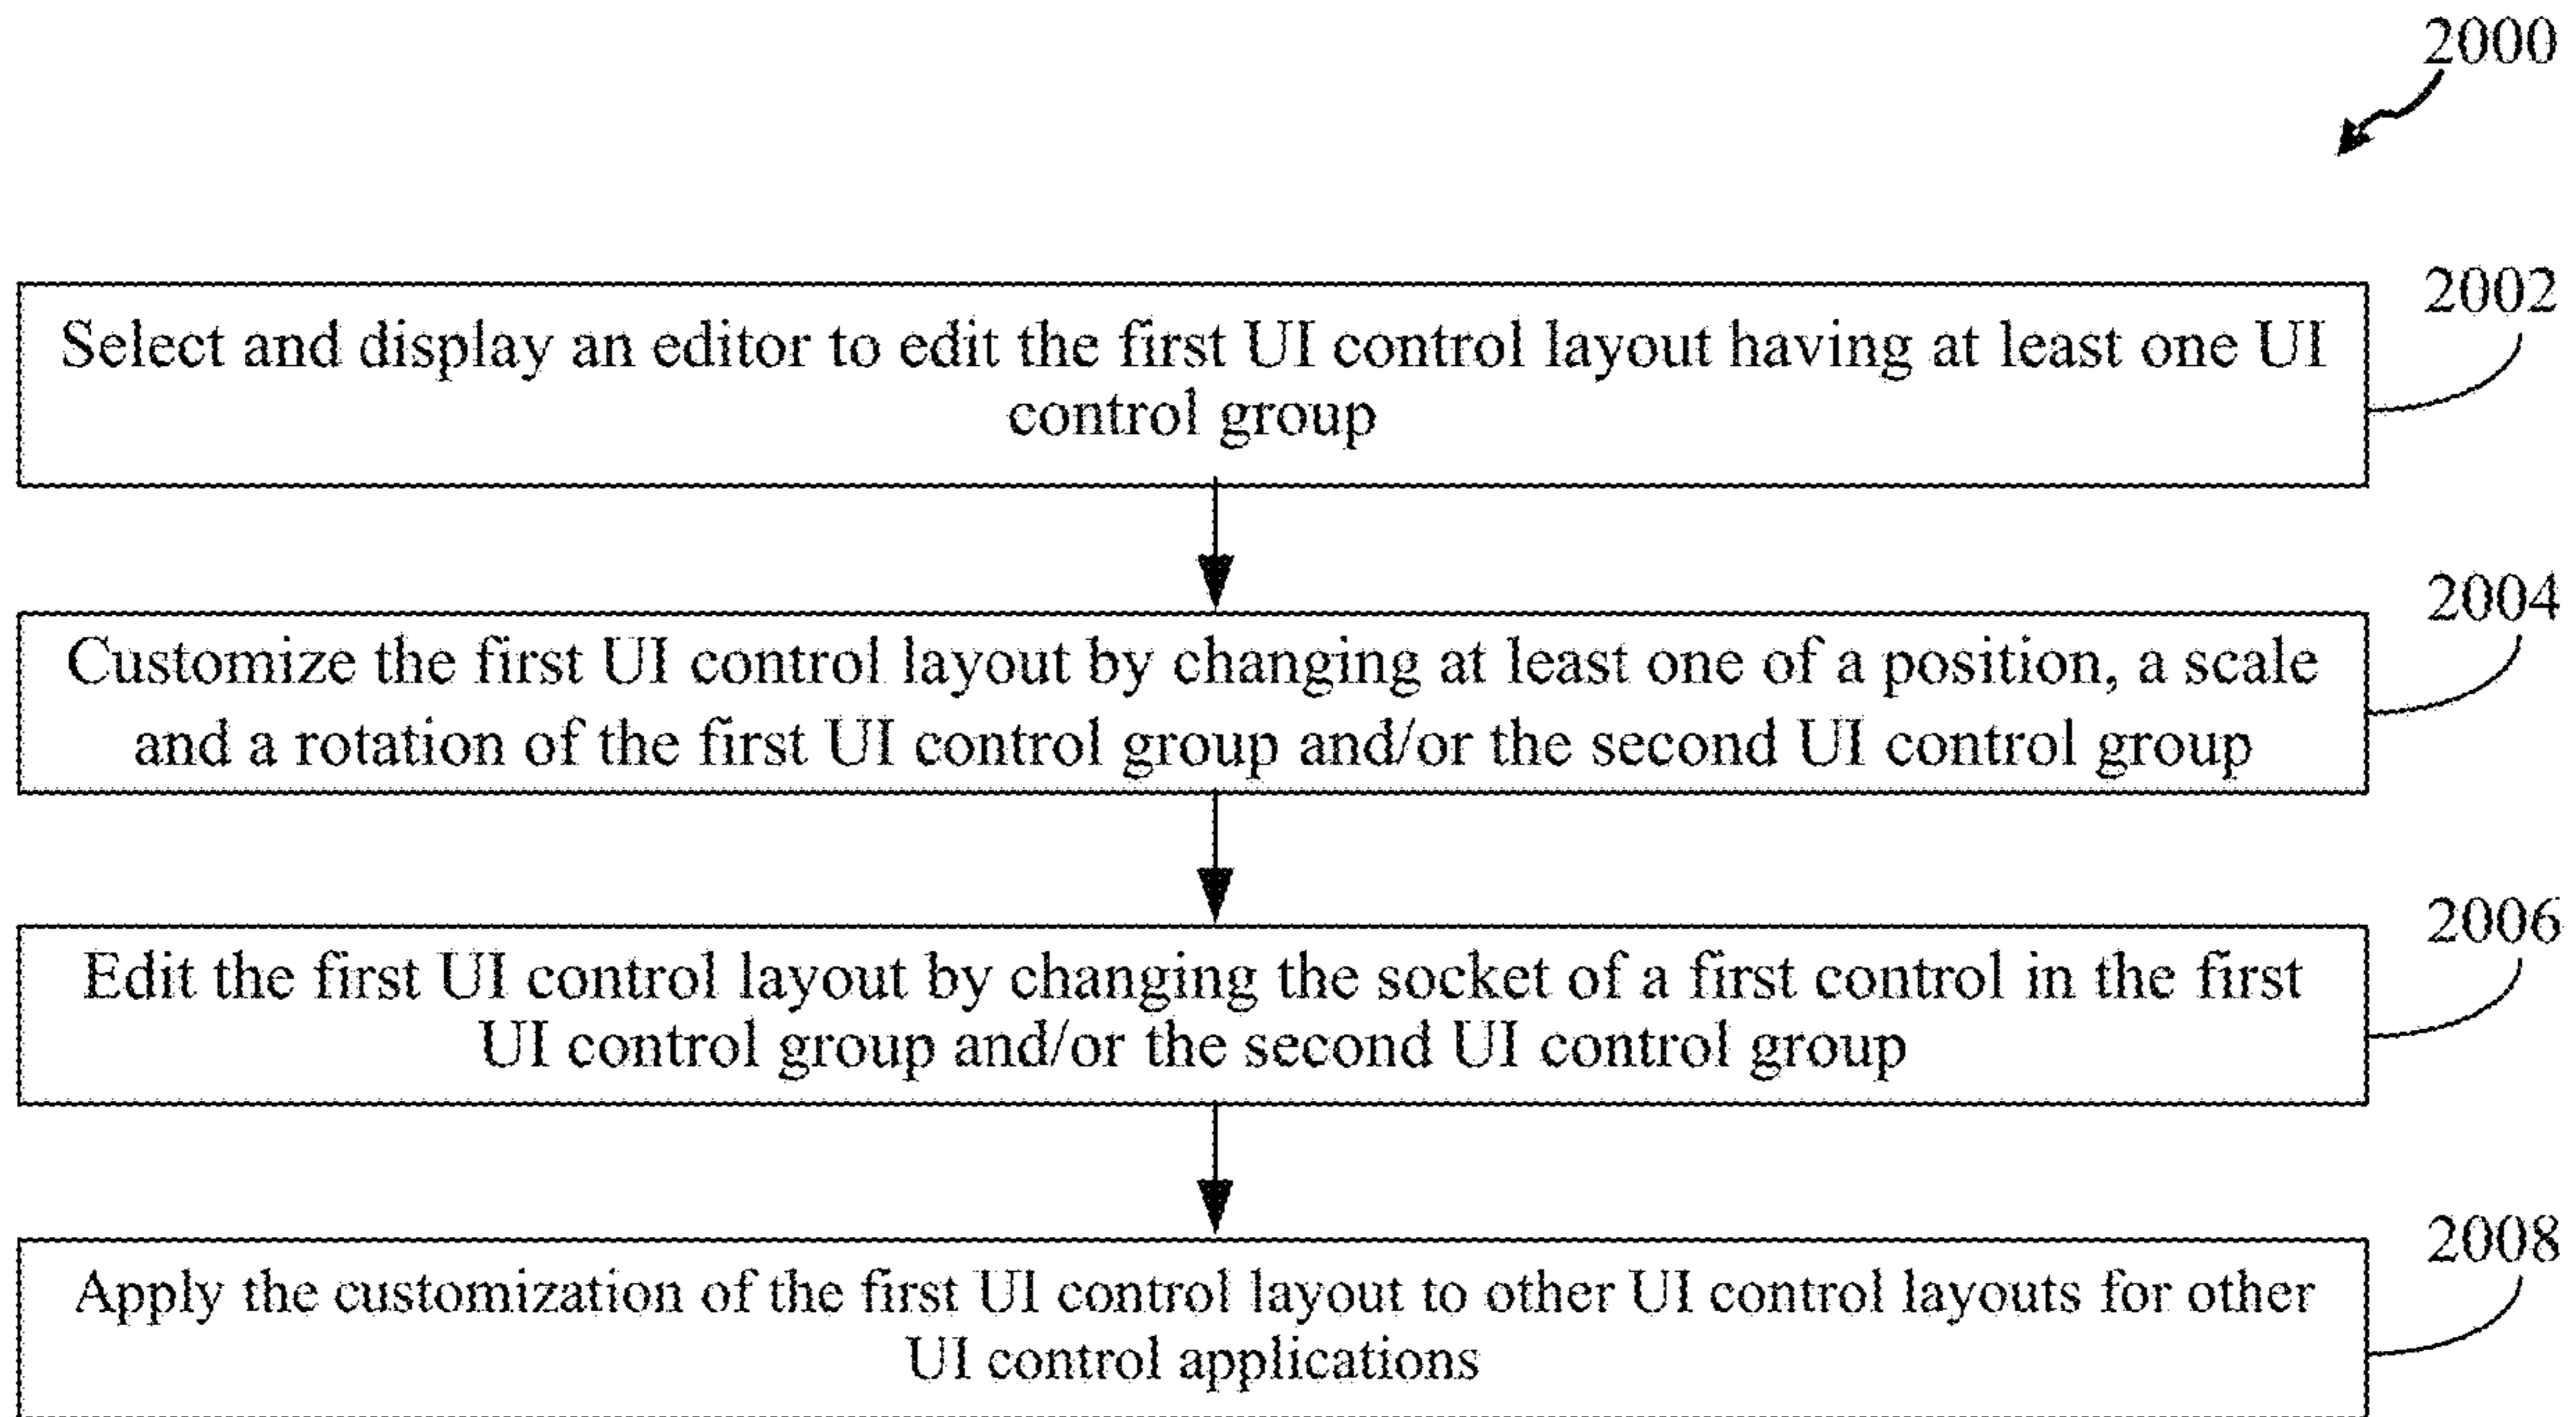 2000
2002
Select and display an editor to edit the first UI control layout having at least one UI
control group
2004
Customize the first UI control layout by changing at least one of a position, a scale
and a rotation of the first UI control group and/or the second UI control group
2006
Edit the first UI control layout by changing the socket of a first control in the first
UI control group and/or the second UI control group
2008
Apply the customization of the first UI control layout to other UI control layouts for other
UI control applications